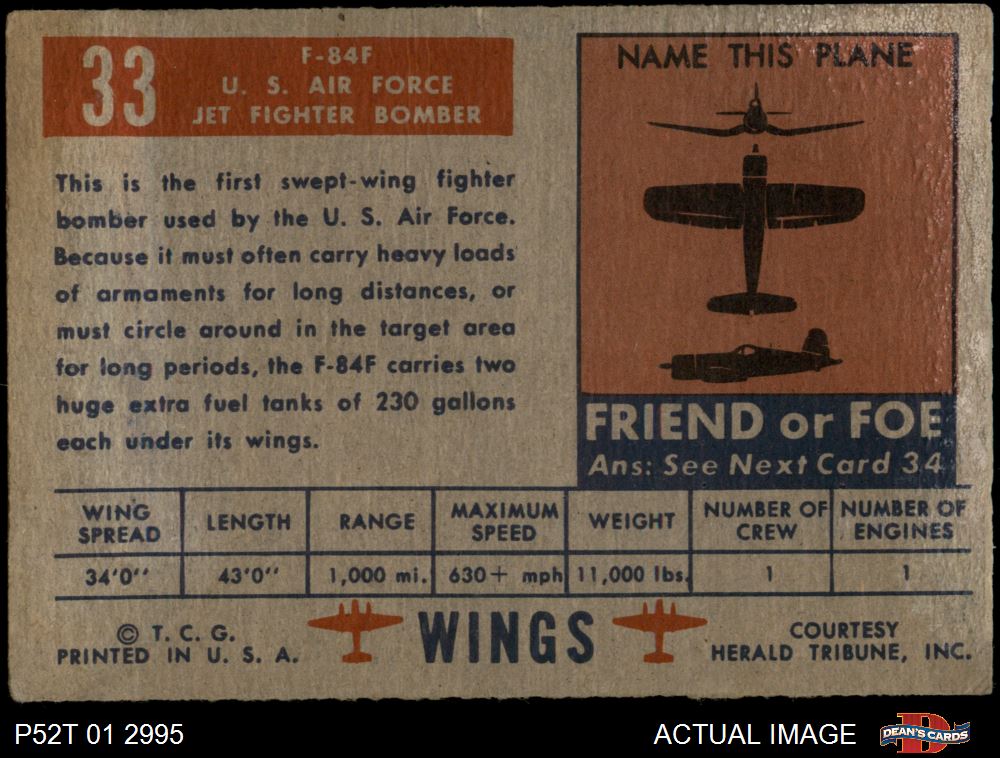 33
F-84F
U. S. AIR FORCE
JET FIGHTER BOMBER
This is the first swept-wing fighter
bomber used by the U. S. Air Force.
Because it must often carry heavy loads
of armaments for long distances, or
must circle around in the target area
for long periods, the F-84F carries two
huge extra fuel tanks of 230 gallons
each under its wings.
NAME THIS PLANE
FRIEND or FOE
Ans: See Next Card 34
WING SPREAD LENGTH RANGE MAXIMUM SPEED WEIGHT NUMBER OF CREW NUMBER OF ENGINES
34'0'' 43'0'' 1,000 mi. 630+ mph 11,000 lbs. 1 1
© T. C. G.
PRINTED IN U. S. A.
WINGS
COURTESY
HERALD TRIBUNE, INC.
P52T 01 2995
ACTUAL IMAGE
D
DEAN'S CARDS